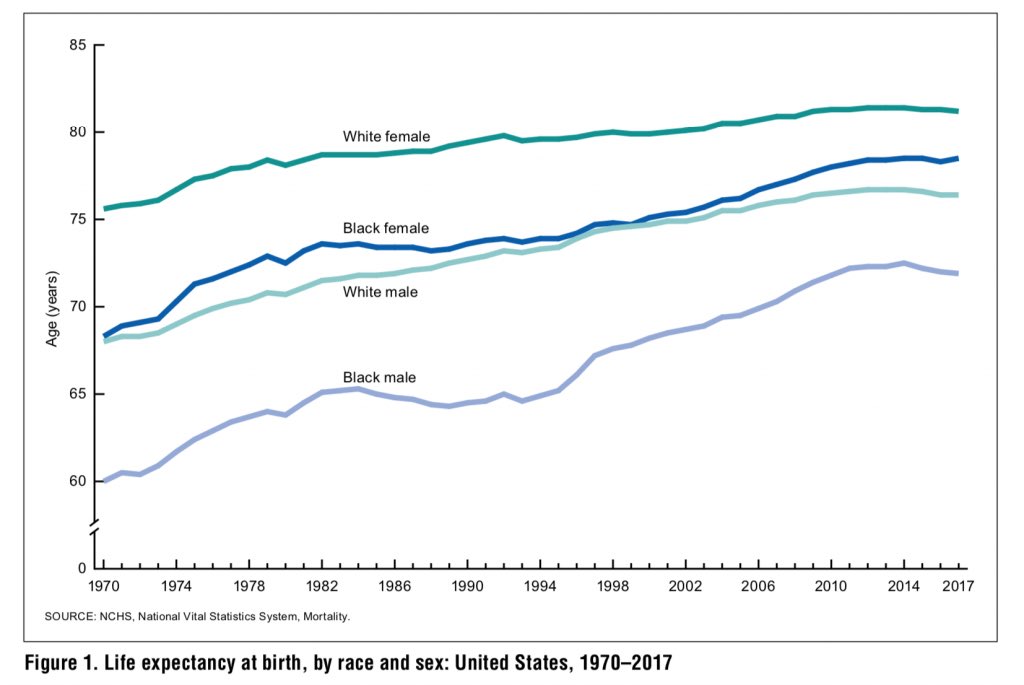 85
80
75
70
65
60
0
Age (years)
White female
Black female
White male
Black male
1970 1974 1978 1982 1986 1990 1994 1998 2002 2006 2010 2014 2017
SOURCE: NCHS, National Vital Statistics System, Mortality.
Figure 1. Life expectancy at birth, by race and sex: United States, 1970–2017